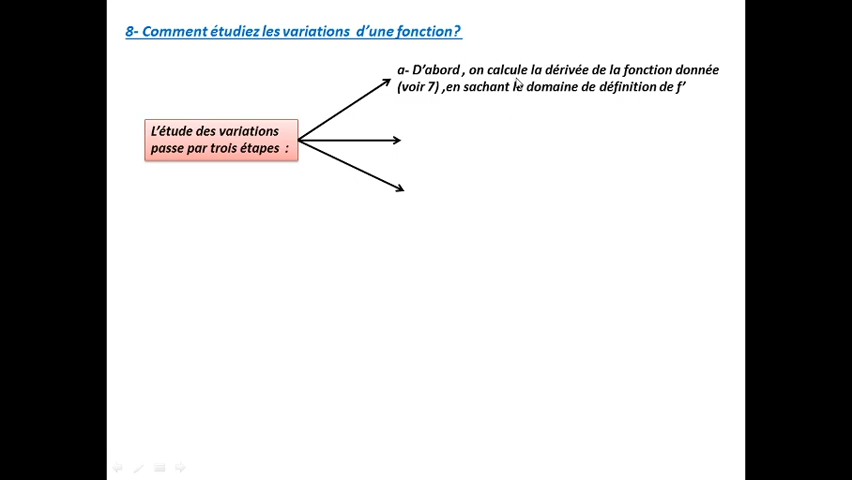 8- Comment étudiez les variations d'une fonction?
a- D'abord , on calcule la dérivée de la fonction donnée
(voir 7) ,en sachant le domaine de définition de f'
L'étude des variations
passe par trois étapes :